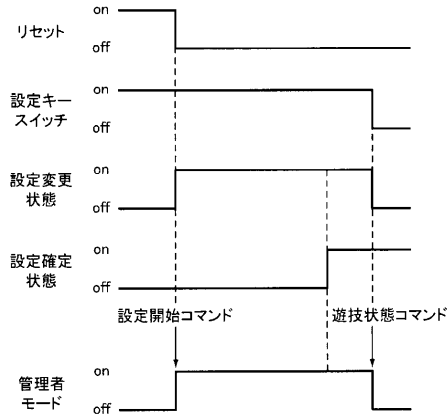 リセット
on
off
設定キー
スイッチ
on
off
設定変更
状態
on
off
設定確定
状態
on
off
設定開始コマンド
遊技状態コマンド
管理者
モード
on
off